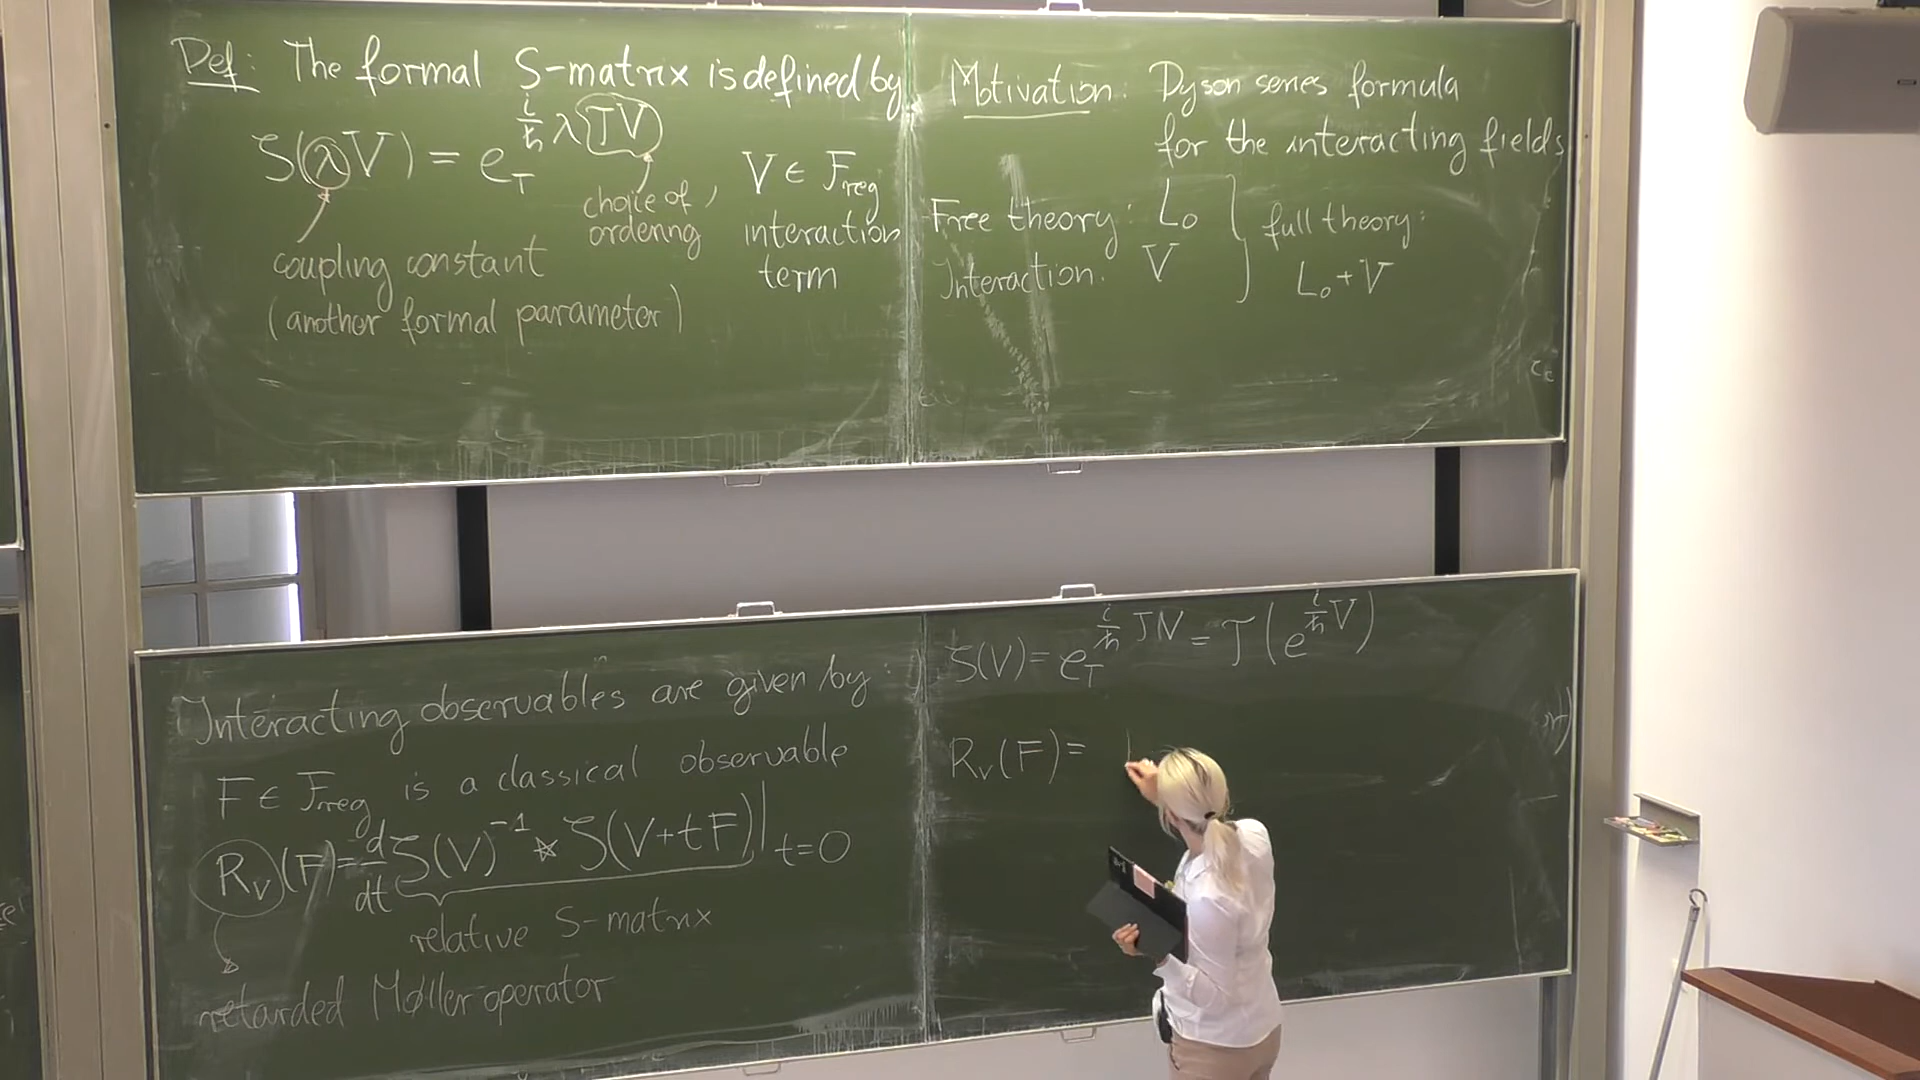 Def: The formal S-matrix is defined by
S(λV) = e_T^{i/ħ λ TV}
V ∈ F_reg
choice of ordering
interaction term
coupling constant
(another formal parameter)
Motivation: Dyson series formula
for the interacting fields
Free theory: L₀
Interaction: V
full theory:
L₀ + V
Interacting observables are given by:
F ∈ F_reg is a classical observable
R_V(F) = d/dt S(V)^{-1} ⋆ S(V+tF)|_{t=0}
relative S-matrix
retarded Møller operator
S(V) = e_T^{i/ħ TV} = T(e^{i/ħ V})
R_V(F) =